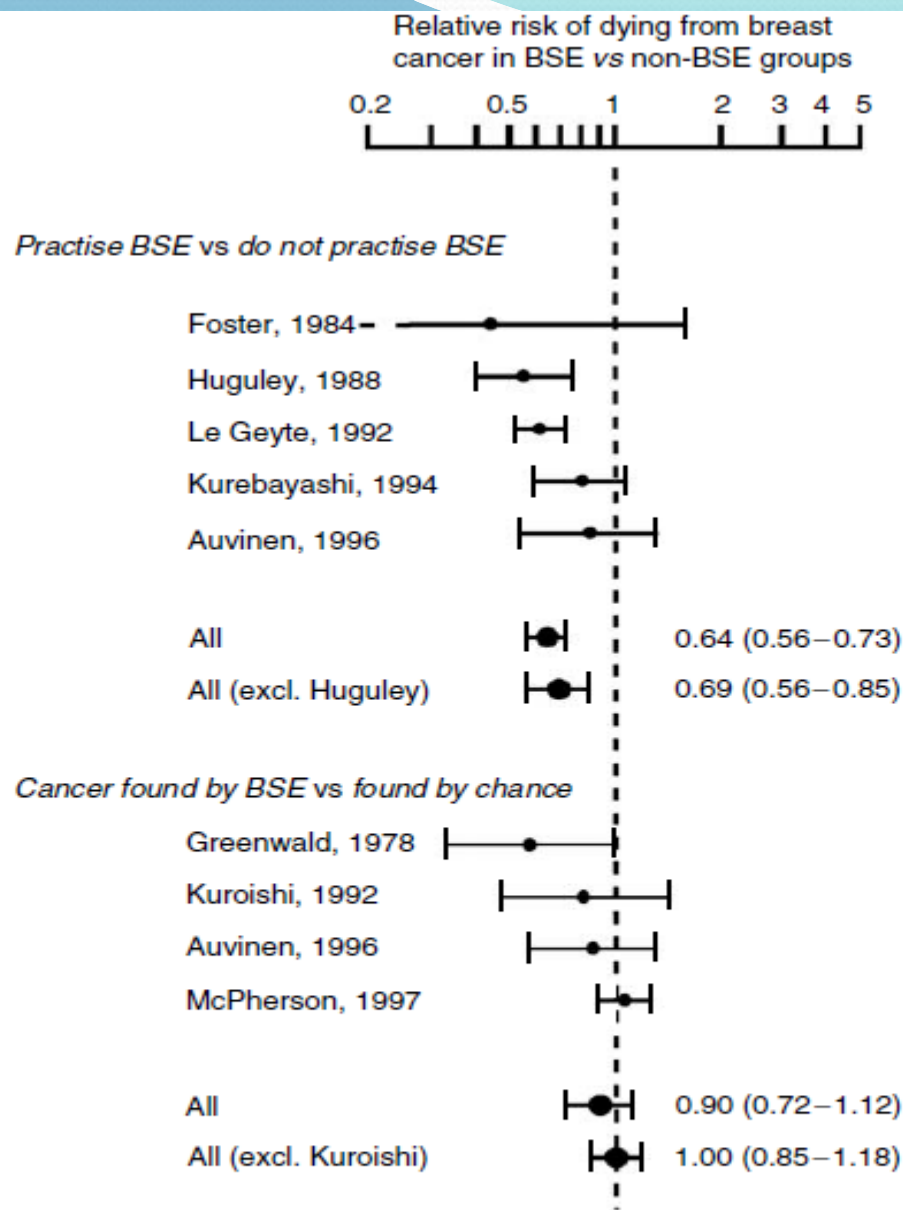 Relative risk of dying from breast
cancer in BSE vs non-BSE groups
0.2 0.5 1 2 3 4 5
Practise BSE vs do not practise BSE
Foster, 1984
Huguley, 1988
Le Geyte, 1992
Kurebayashi, 1994
Auvinen, 1996
All 0.64 (0.56–0.73)
All (excl. Huguley) 0.69 (0.56–0.85)
Cancer found by BSE vs found by chance
Greenwald, 1978
Kuroishi, 1992
Auvinen, 1996
McPherson, 1997
All 0.90 (0.72–1.12)
All (excl. Kuroishi) 1.00 (0.85–1.18)